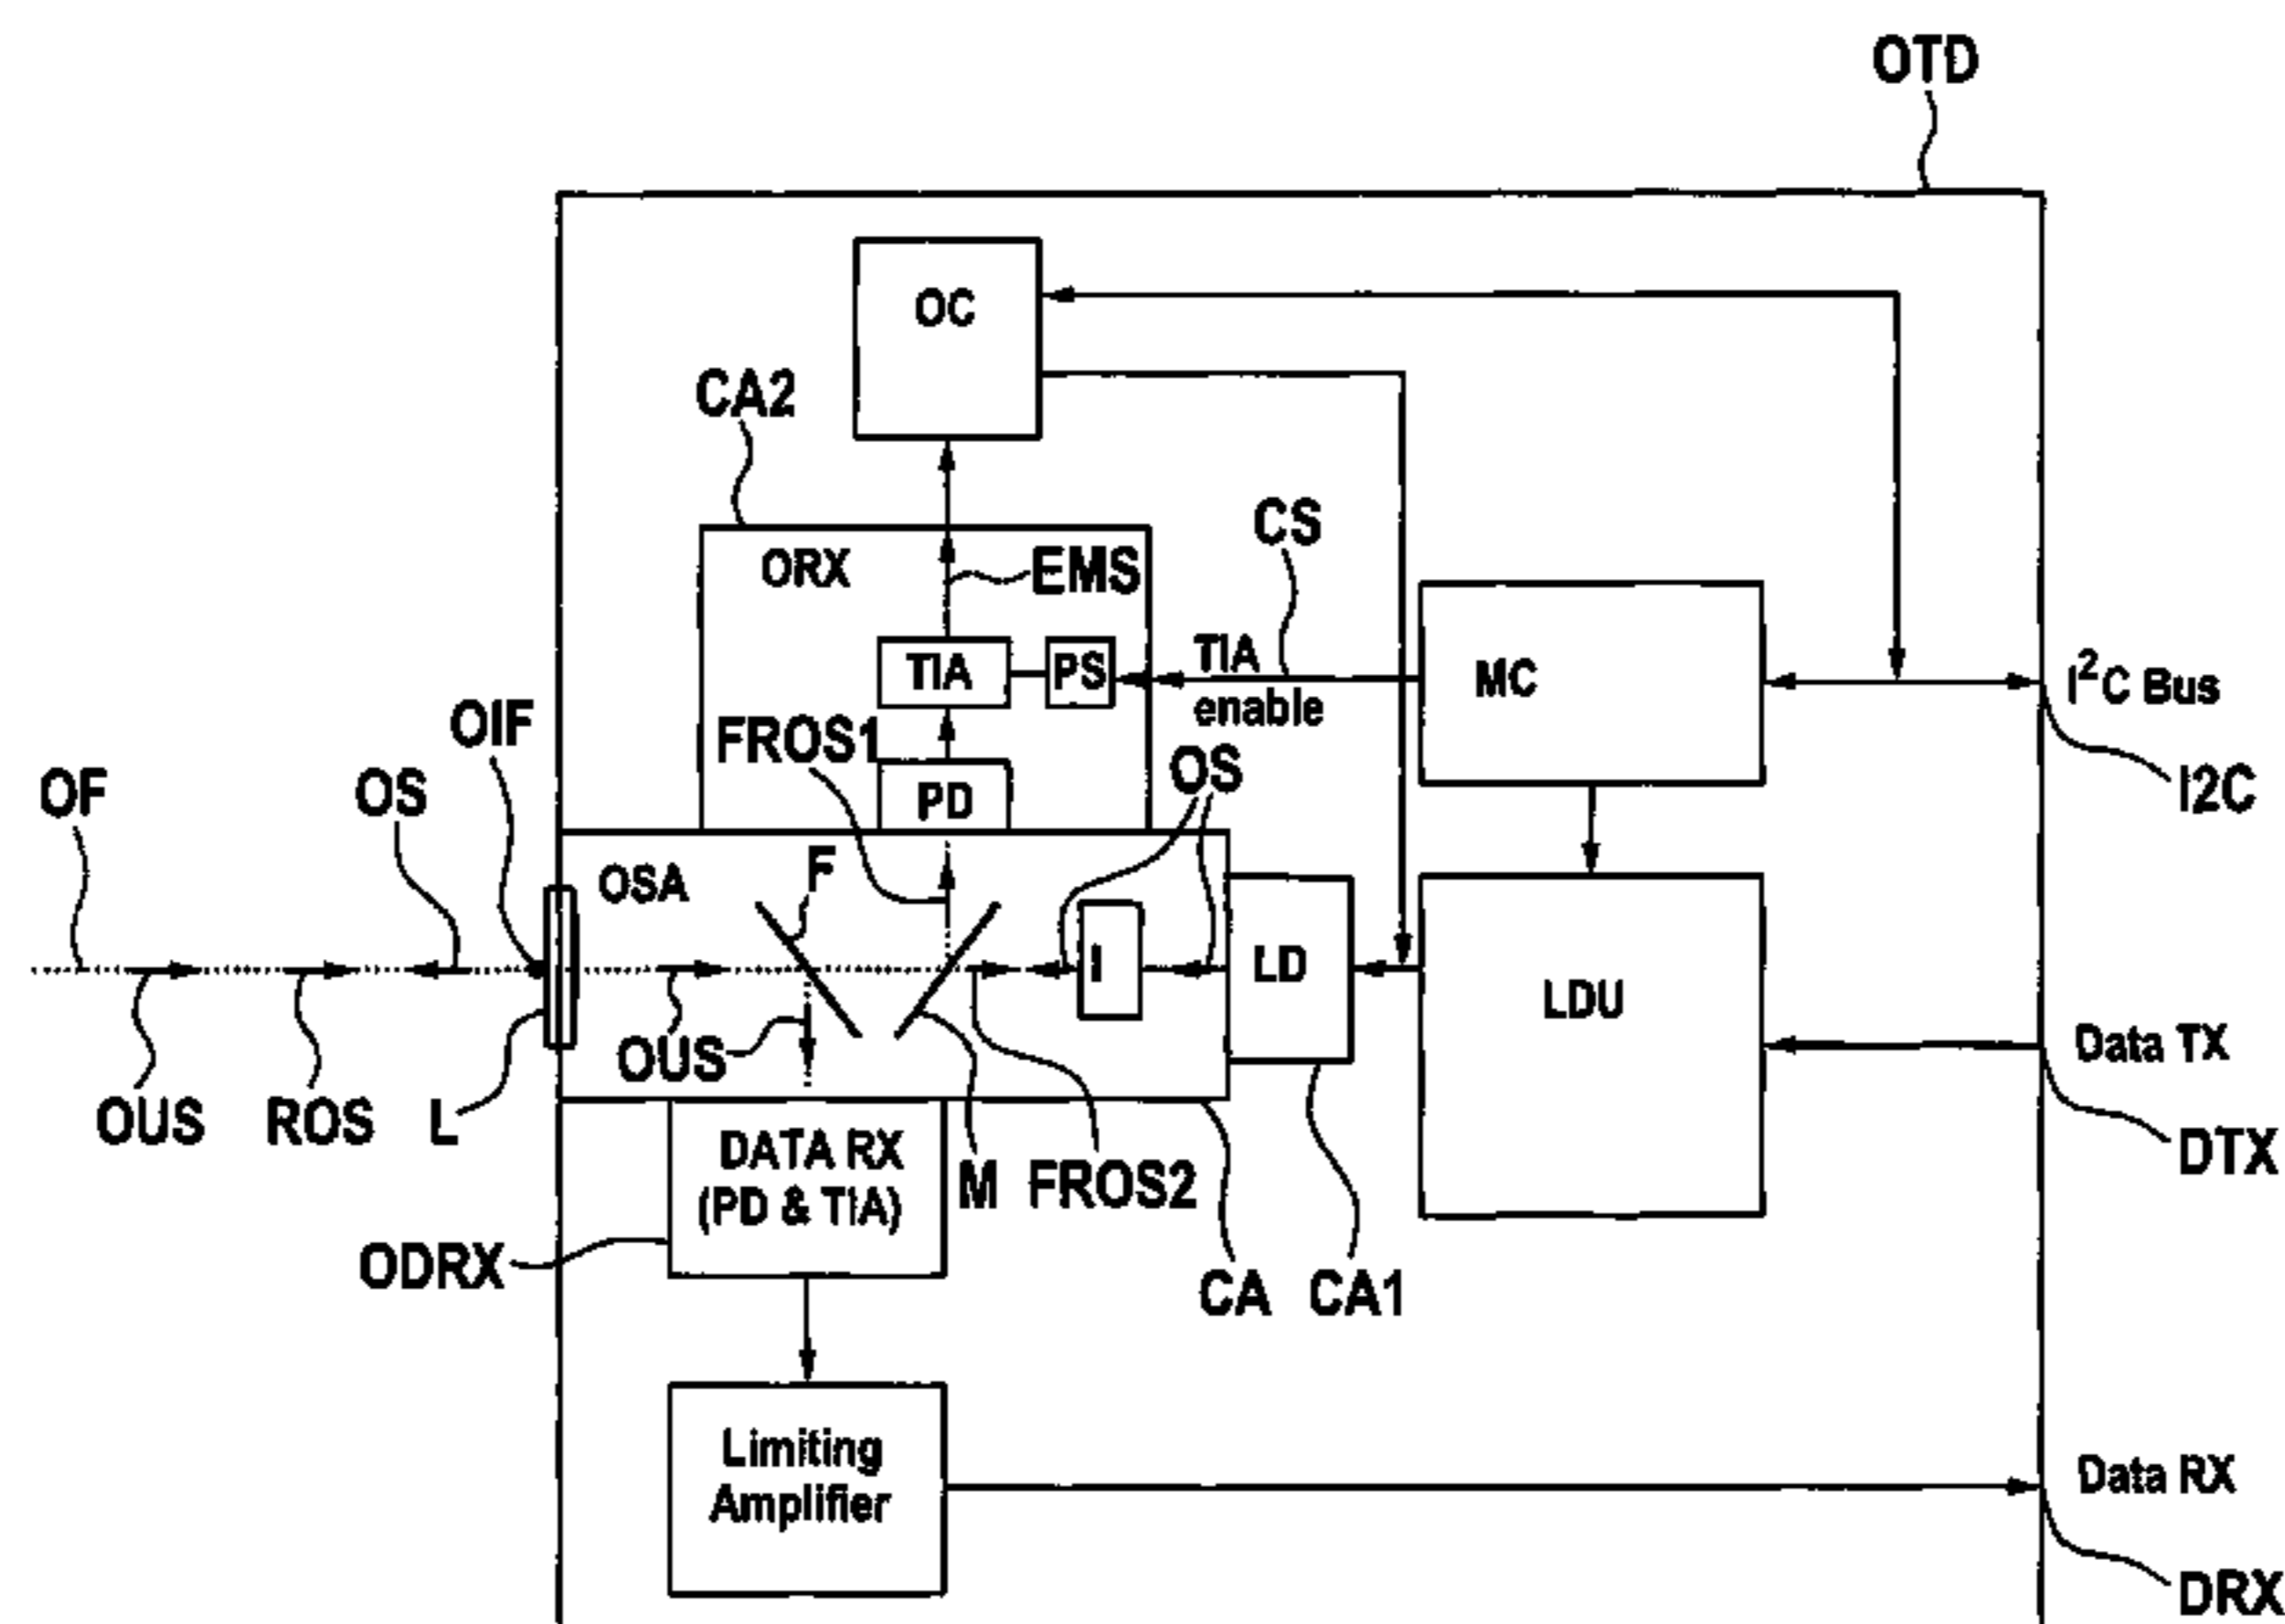 OTD
OC
CA2
CS
ORX
EMS
TIA
PS
TIA
enable
MC
I²C Bus
OIF
FROS1
OS
I2C
OF
OS
PD
OSA
F
I
LD
LDU
OUS
Data TX
OUS
ROS
L
DATA RX
(PD & TIA)
M
FROS2
DTX
ODRX
CA
CA1
Limiting
Amplifier
Data RX
DRX